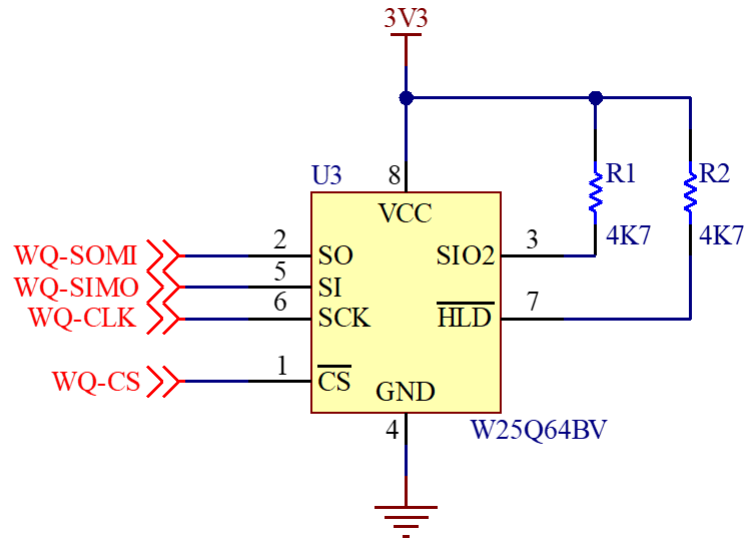 3V3
U3
8
R1
R2
VCC
WQ-SOMI
2
SO
SIO2
3
4K7
4K7
WQ-SIMO
5
SI
WQ-CLK
6
SCK
HLD
7
WQ-CS
1
CS
GND
4
W25Q64BV